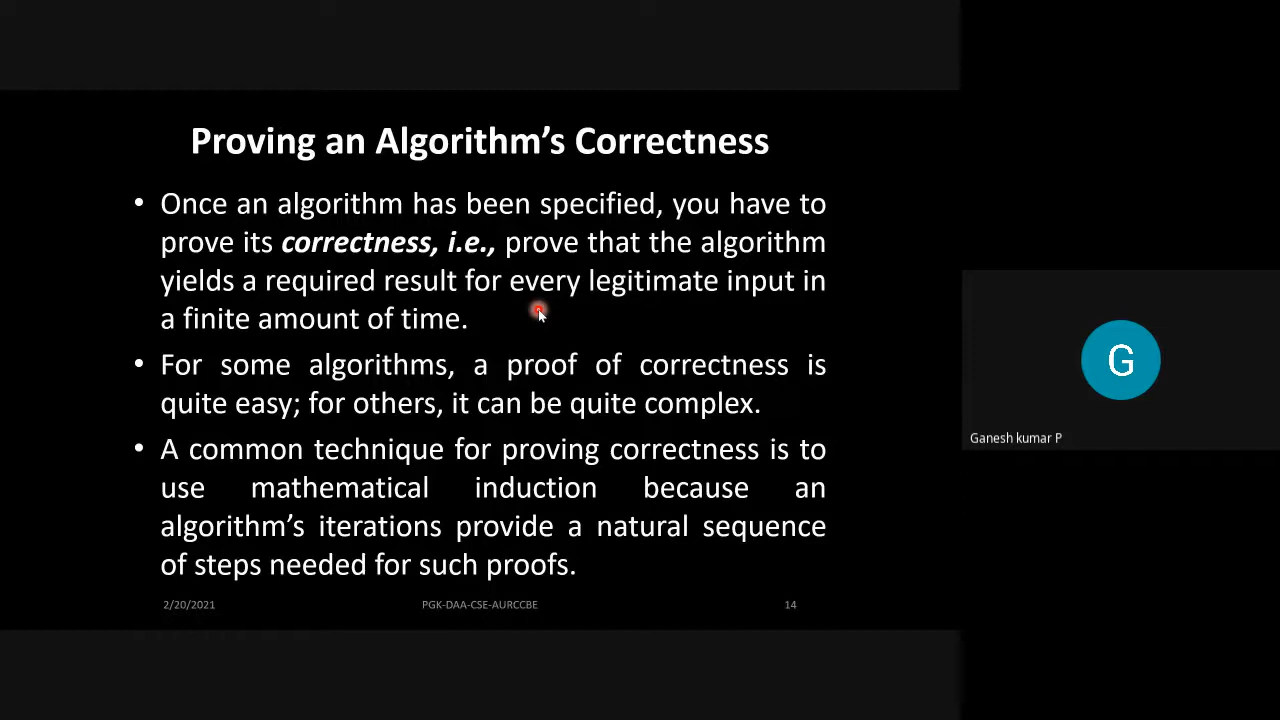 Proving an Algorithm’s Correctness
• Once an algorithm has been specified, you have to
prove its correctness, i.e., prove that the algorithm
yields a required result for every legitimate input in
a finite amount of time.
• For some algorithms, a proof of correctness is
quite easy; for others, it can be quite complex.
• A common technique for proving correctness is to
use mathematical induction because an
algorithm’s iterations provide a natural sequence
of steps needed for such proofs.
2/20/2021
PGK-DAA-CSE-AURCCBE
14
G
Ganesh kumar P